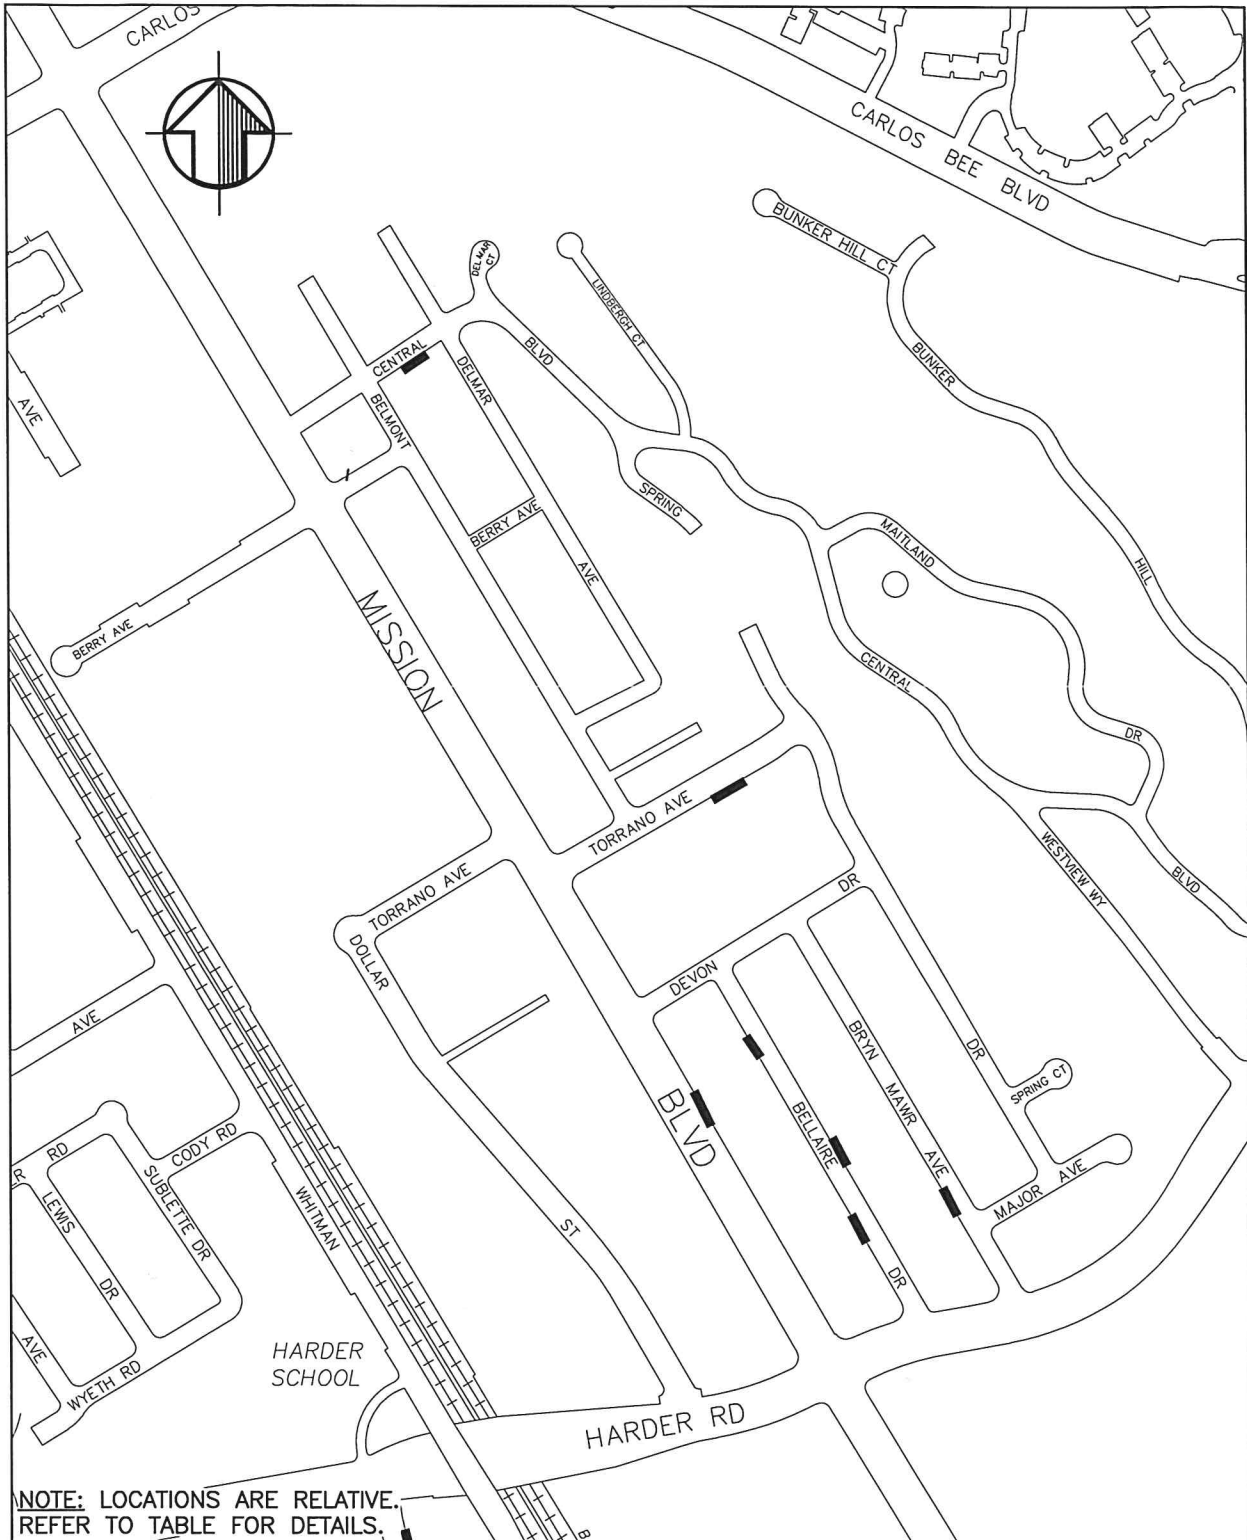 CARLOS
CARLOS BEE BLVD
BUNKER HILL CT
DELMAR
CT
LINDBERGH CT
CENTRAL
BLVD
BUNKER
HILL
AVE
BELMONT
DELMAR
AVE
SPRING
BERRY AVE
MAITLAND
DR
BERRY AVE
MISSION
CENTRAL
BLVD
TORRANO AVE
WESTVIEW WY
TORRANO AVE
DOLLAR
DEVON
DR
AVE
BRYN MAWR AVE
DR
SPRING CT
BLVD
BELLAIRE
DR
R RD
CODY RD
SUBLETTE DR
LEWIS
DR
WHITMAN
ST
MAJOR AVE
AVE
WYETH RD
HARDER
SCHOOL
HARDER RD
NOTE: LOCATIONS ARE RELATIVE.
REFER TO TABLE FOR DETAILS.
B